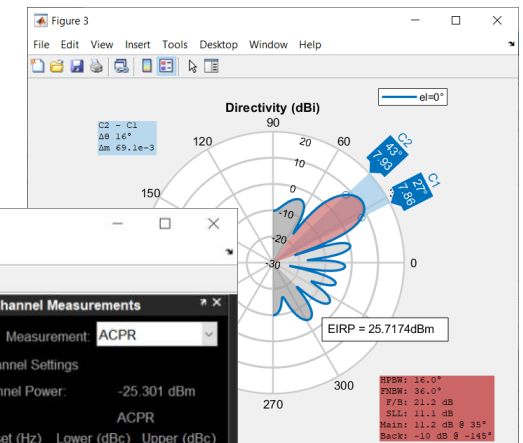 Figure 3
File Edit View Insert Tools Desktop Window Help
el=0°
Directivity (dBi)
C2 - C1
Δθ 16°
Δm 69.1e-3
90
120
60
150
20
10
0
-10
-20
-30
C2
43°
7.93
C1
27°
7.86
0
EIRP = 25.7174dBm
300
270
HPBW: 16.0°
FNBW: 36.0°
F/B: 21.2 dB
SLL: 11.1 dB
Main: 11.2 dB @ 35°
Back: -10 dB @ -145°
hannel Measurements
Measurement: ACPR
annel Settings
nnel Power: -25.301 dBm
ACPR
set (Hz) Lower (dBc) Upper (dBc)